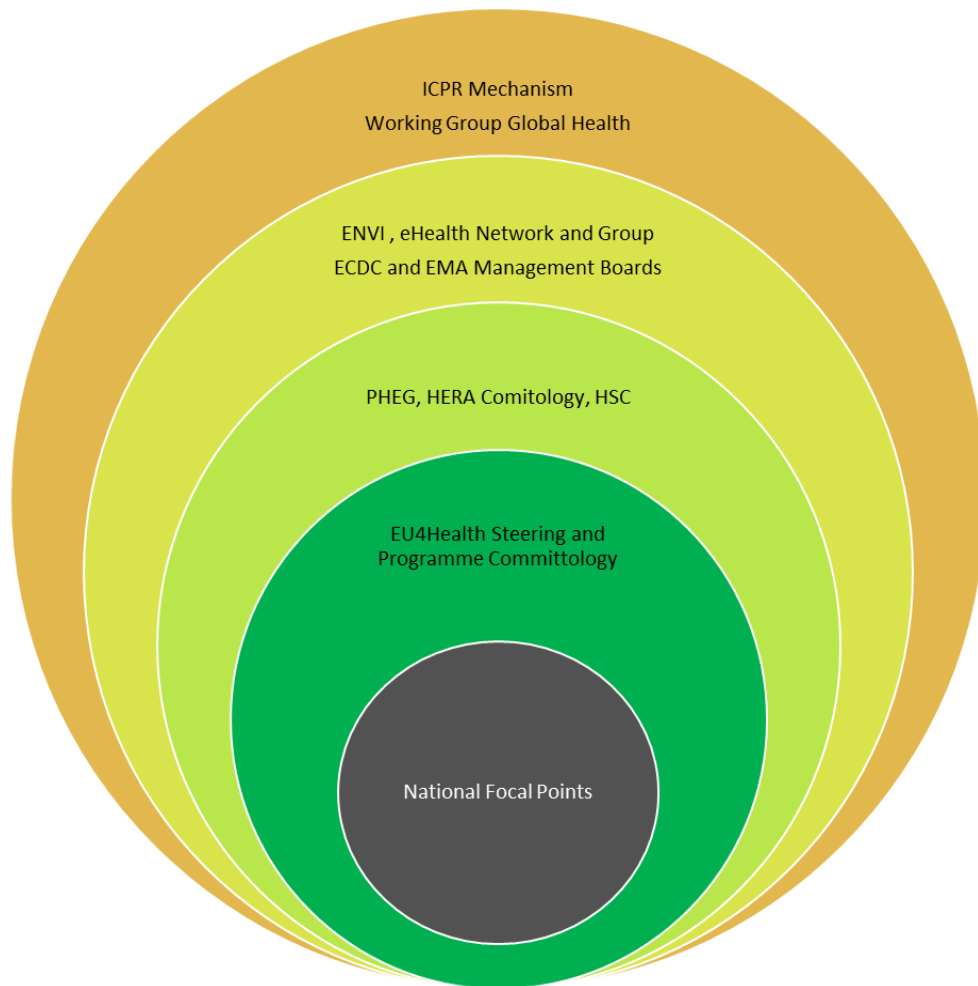 ICPR Mechanism
Working Group Global Health
ENVI , eHealth Network and Group
ECDC and EMA Management Boards
PHEG, HERA Comitology, HSC
EU4Health Steering and
Programme Committology
National Focal Points